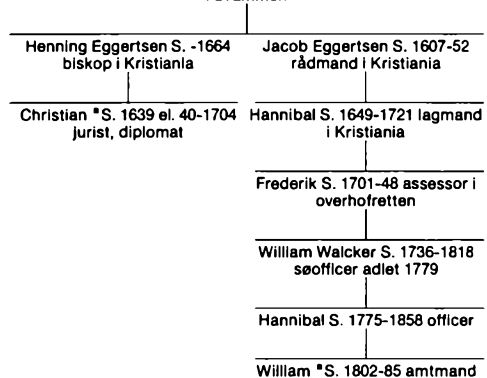 Henning Eggertsen S. -1664
biskop i Kristiania
Jacob Eggertsen S. 1607-52
rådmand i Kristiania
Christian *S. 1639 el. 40-1704
jurist, diplomat
Hannibal S. 1649-1721 lagmand
i Kristiania
Frederik S. 1701-48 assessor i
overhofretten
William Walcker S. 1736-1818
søofficer adlet 1779
Hannibal S. 1775-1858 officer
William *S. 1802-85 amtmand